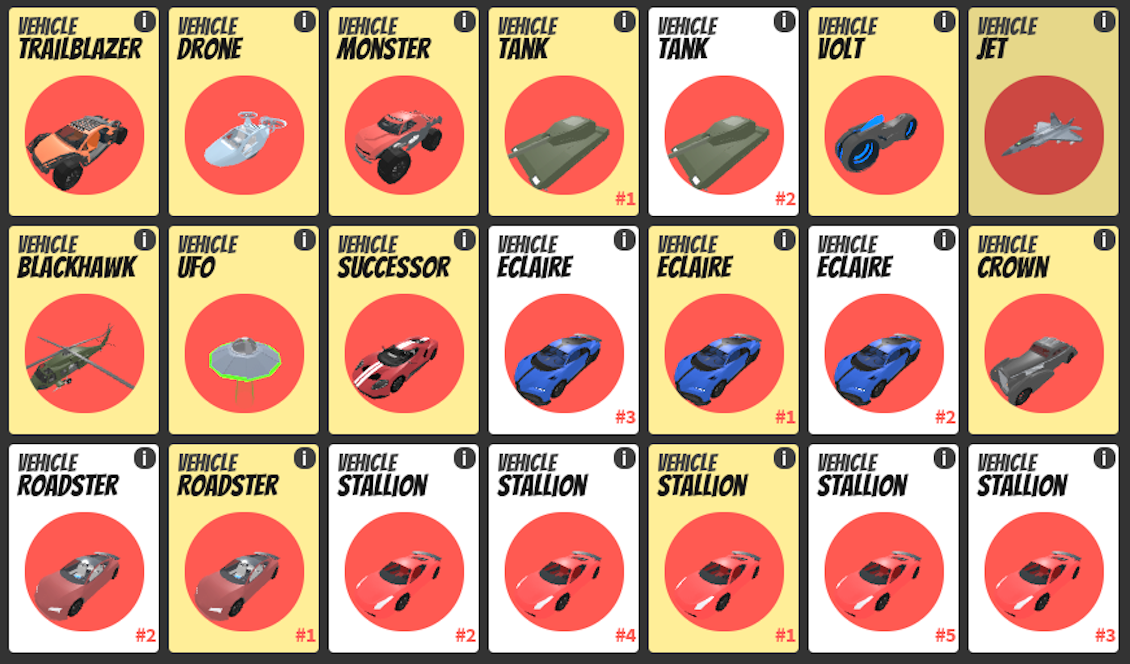 VEHICLE
TRAILBLAZER
i
VEHICLE
DRONE
i
VEHICLE
MONSTER
i
VEHICLE
TANK
i
#1
VEHICLE
TANK
i
#2
VEHICLE
VOLT
i
VEHICLE
JET
i
VEHICLE
BLACKHAWK
i
VEHICLE
UFO
i
VEHICLE
SUCCESSOR
i
VEHICLE
ECLAIRE
i
#3
VEHICLE
ECLAIRE
i
#1
VEHICLE
ECLAIRE
i
#2
VEHICLE
CROWN
i
VEHICLE
ROADSTER
i
#2
VEHICLE
ROADSTER
i
#1
VEHICLE
STALLION
i
#2
VEHICLE
STALLION
i
#4
VEHICLE
STALLION
i
#1
VEHICLE
STALLION
i
#5
VEHICLE
STALLION
i
#3